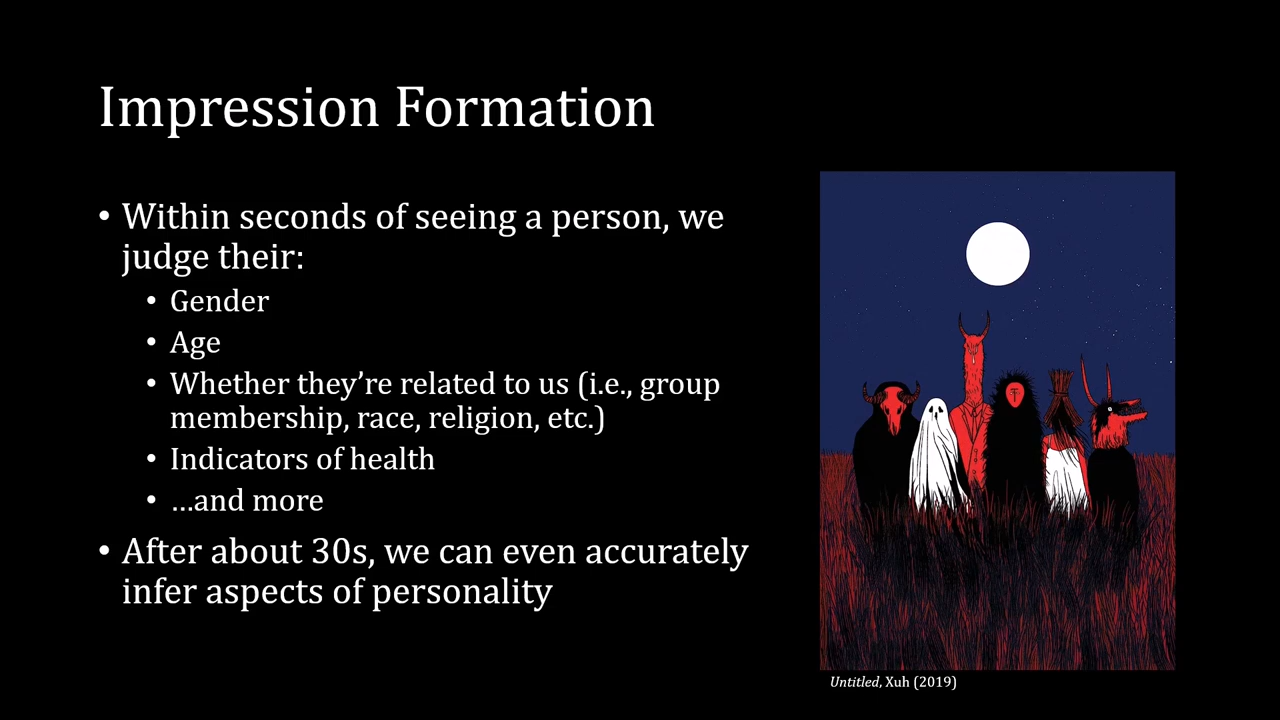 Impression Formation
• Within seconds of seeing a person, we
judge their:
• Gender
• Age
• Whether they’re related to us (i.e., group
membership, race, religion, etc.)
• Indicators of health
• …and more
• After about 30s, we can even accurately
infer aspects of personality
Untitled, Xuh (2019)